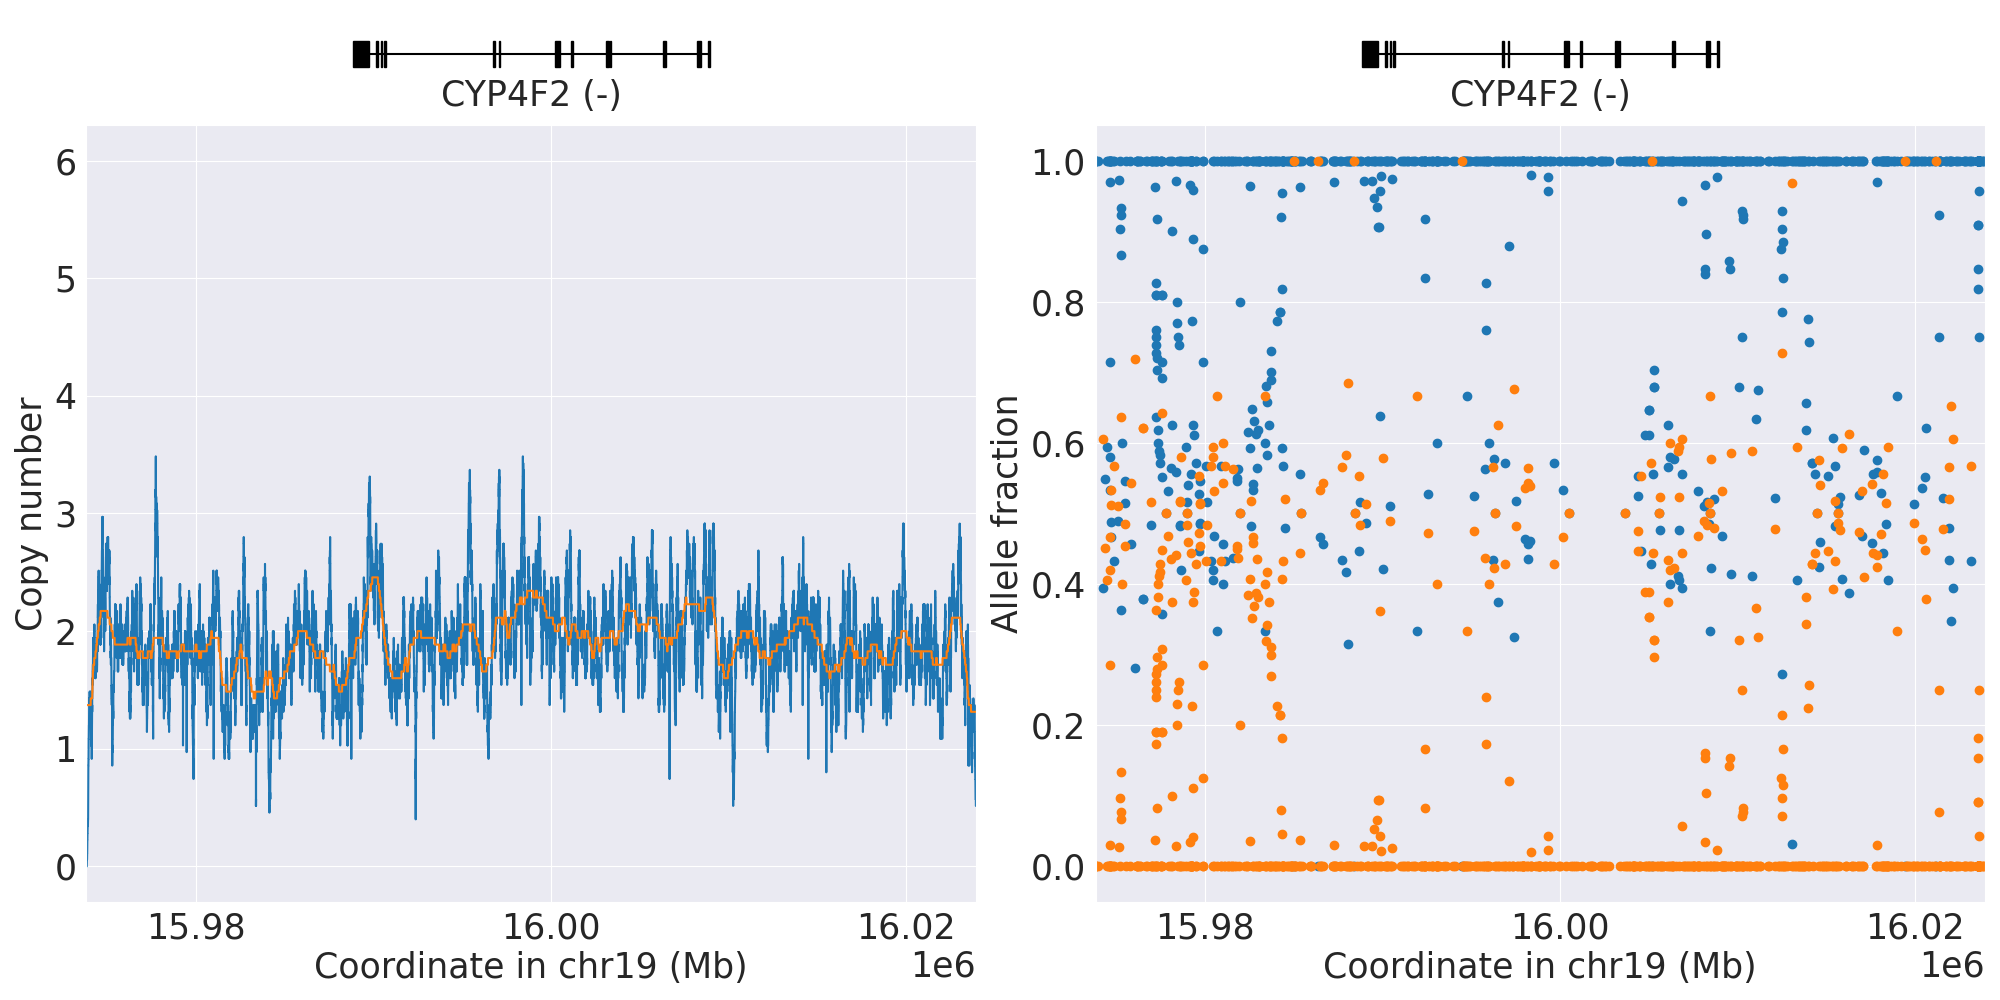 CYP4F2 (-)
CYP4F2 (-)
Copy number
6
5
4
3
2
1
0
15.98
16.00
16.02
Coordinate in chr19 (Mb)
1e6
Allele fraction
1.0
0.8
0.6
0.4
0.2
0.0
15.98
16.00
16.02
Coordinate in chr19 (Mb)
1e6